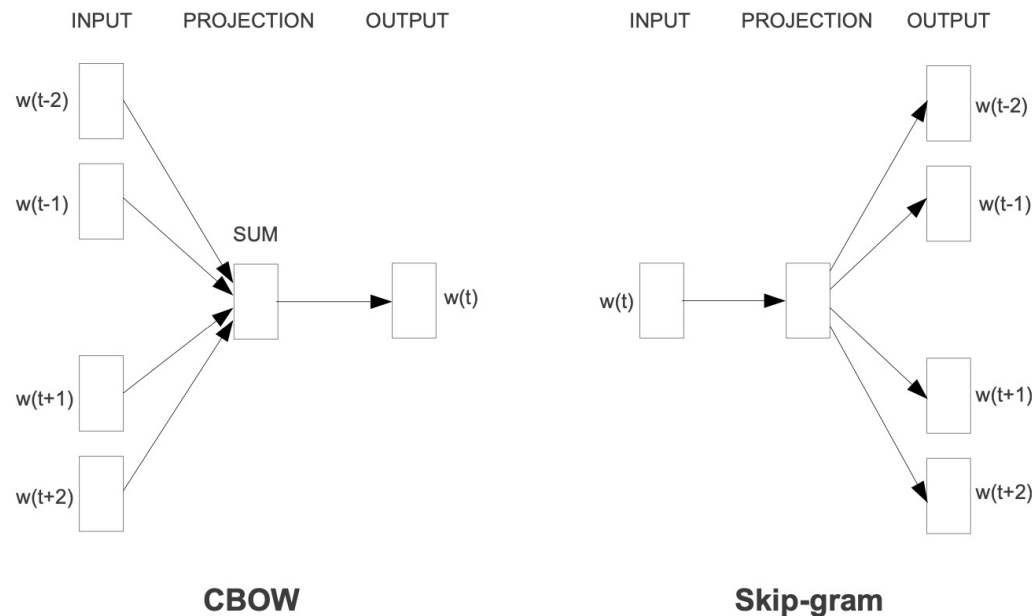 INPUT PROJECTION OUTPUT
w(t-2)
w(t-1)
SUM
w(t)
w(t+1)
w(t+2)
CBOW
INPUT PROJECTION OUTPUT
w(t-2)
w(t-1)
w(t)
w(t+1)
w(t+2)
Skip-gram